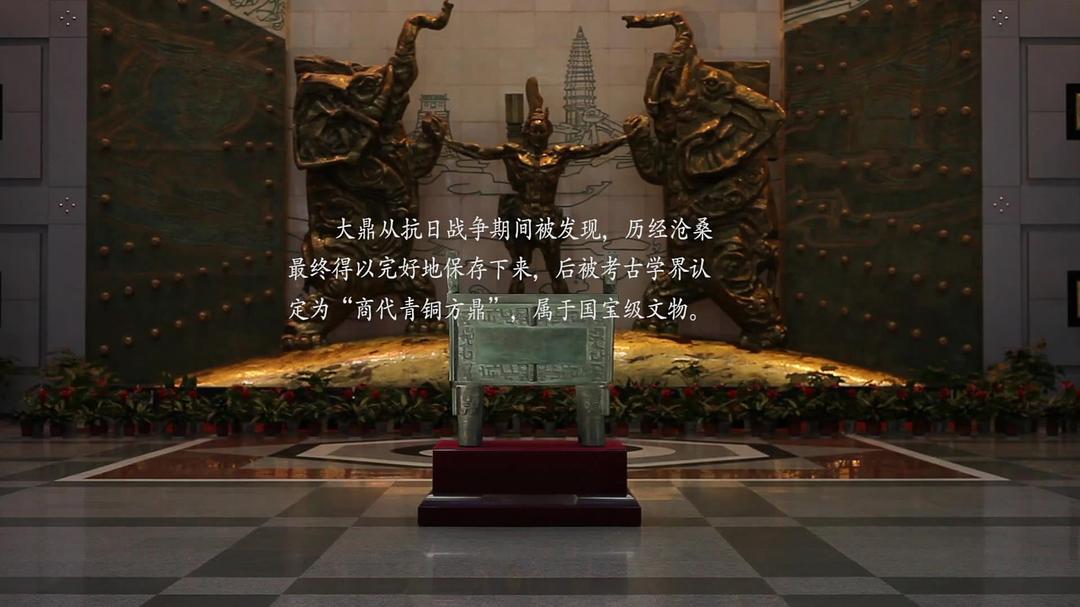 大鼎从抗日战争期间被发现，历经沧桑
最终得以完好地保存下来，后被考古学界认
定为“商代青铜方鼎”，属于国宝级文物。